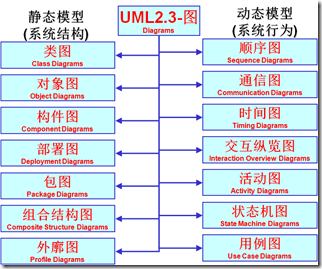 静态模型
(系统结构)
UML2.3-图
Diagrams
动态模型
(系统行为)
类图
Class Diagrams
顺序图
Sequence Diagrams
对象图
Object Diagrams
通信图
Communication Diagrams
构件图
Component Diagrams
时间图
Timing Diagrams
部署图
Deployment Diagrams
交互纵览图
Interaction Overview Diagrams
包图
Package Diagrams
活动图
Activity Diagrams
组合结构图
Composite Structure Diagrams
状态机图
State Machine Diagrams
外廓图
Profile Diagrams
用例图
Use Case Diagrams